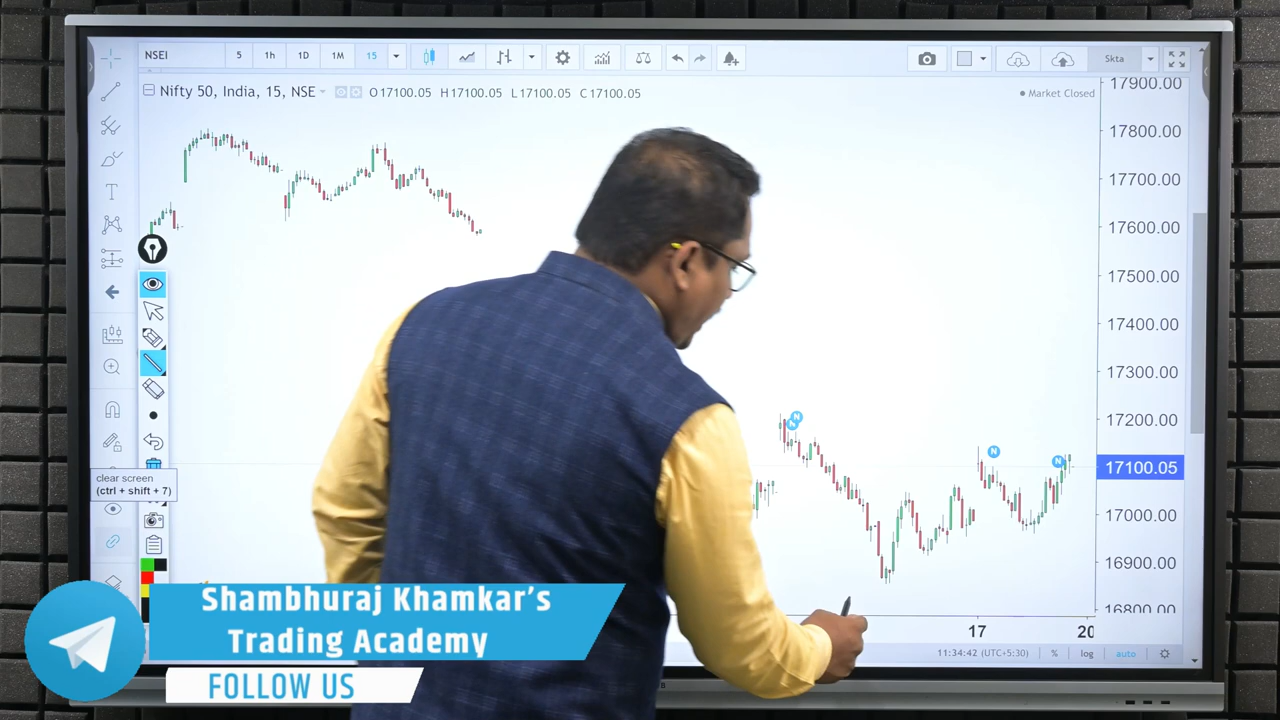 NSEI 5 1h 1D 1M 15 Skta
Nifty 50, India, 15, NSE O17100.05 H17100.05 L17100.05 C17100.05 Market Closed
17900.00
17800.00
17700.00
17600.00
17500.00
17400.00
17300.00
17200.00
17100.05
17000.00
16900.00
16800.00
N
N
N
N
clear screen
(ctrl + shift + 7)
17 20
11:34:42 (UTC+5:30) % log auto
Shambhuraj Khamkar's
Trading Academy
FOLLOW US